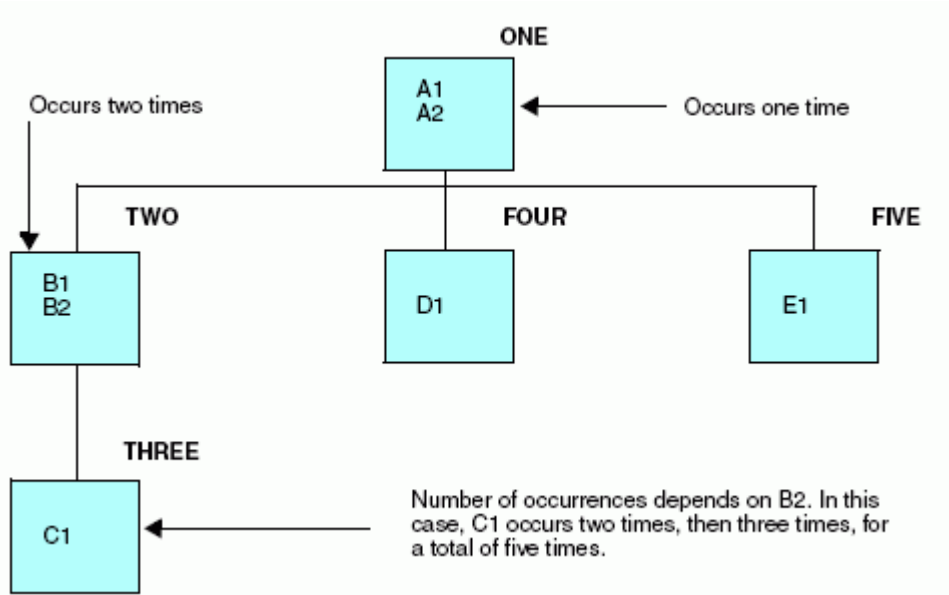 ONE
A1
A2
Occurs two times
Occurs one time
TWO
FOUR
FIVE
B1
B2
D1
E1
THREE
C1
Number of occurrences depends on B2. In this
case, C1 occurs two times, then three times, for
a total of five times.